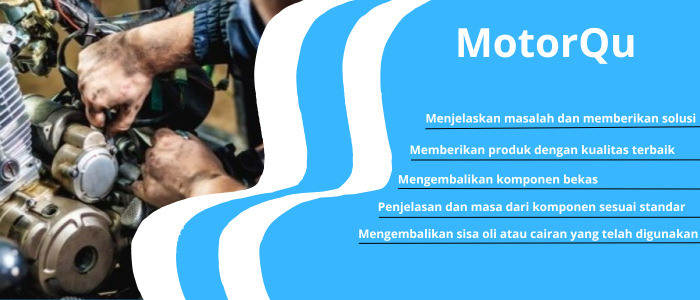 MotorQu
Menjelaskan masalah dan memberikan solusi
Memberikan produk dengan kualitas terbaik
Mengembalikan komponen bekas
Penjelasan dan masa dari komponen sesuai standar
Mengembalikan sisa oli atau cairan yang telah digunakan